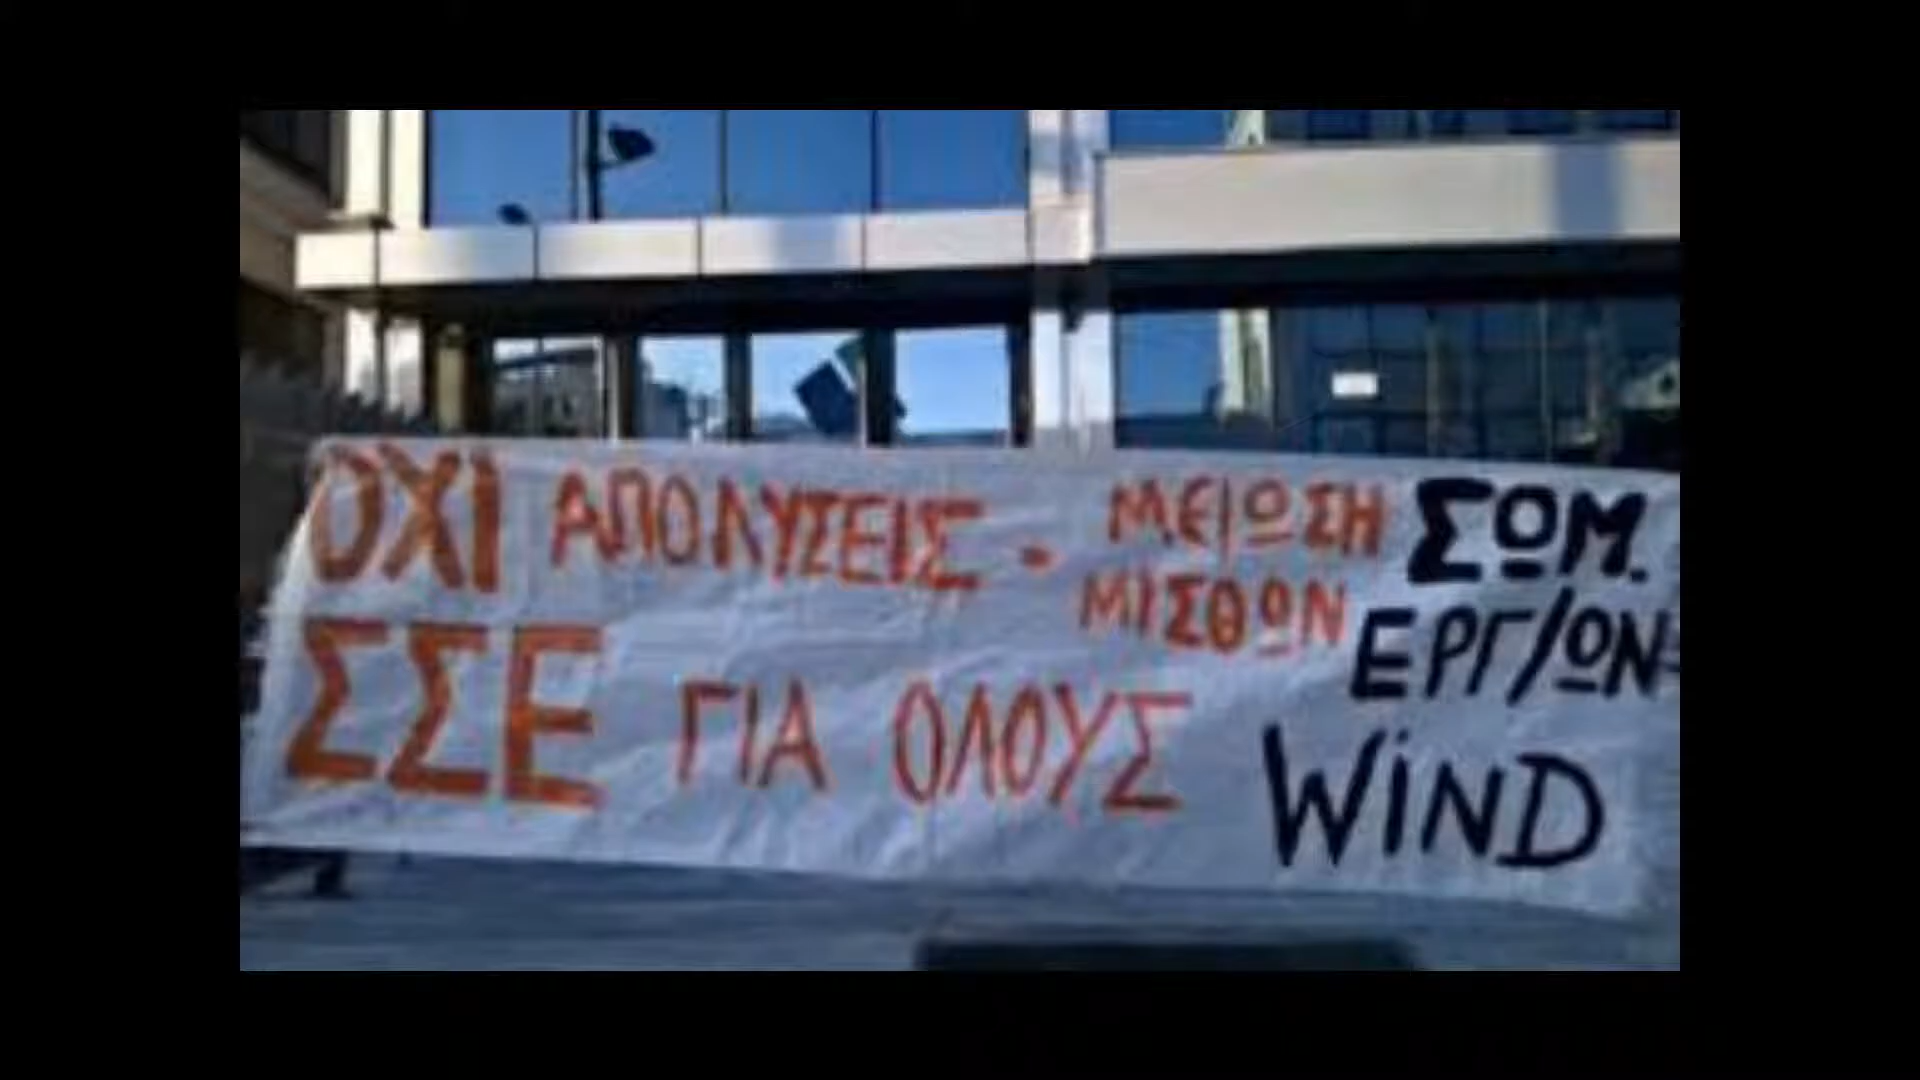 ΟΧΙ ΑΠΟΛΥΣΕΙΣ - ΜΕΙΩΣΗ
ΜΙΣΘΩΝ
ΣΣΕ ΓΙΑ ΟΛΟΥΣ
ΣΩΜ.
ΕΡΓ/ΩΝ
WiND